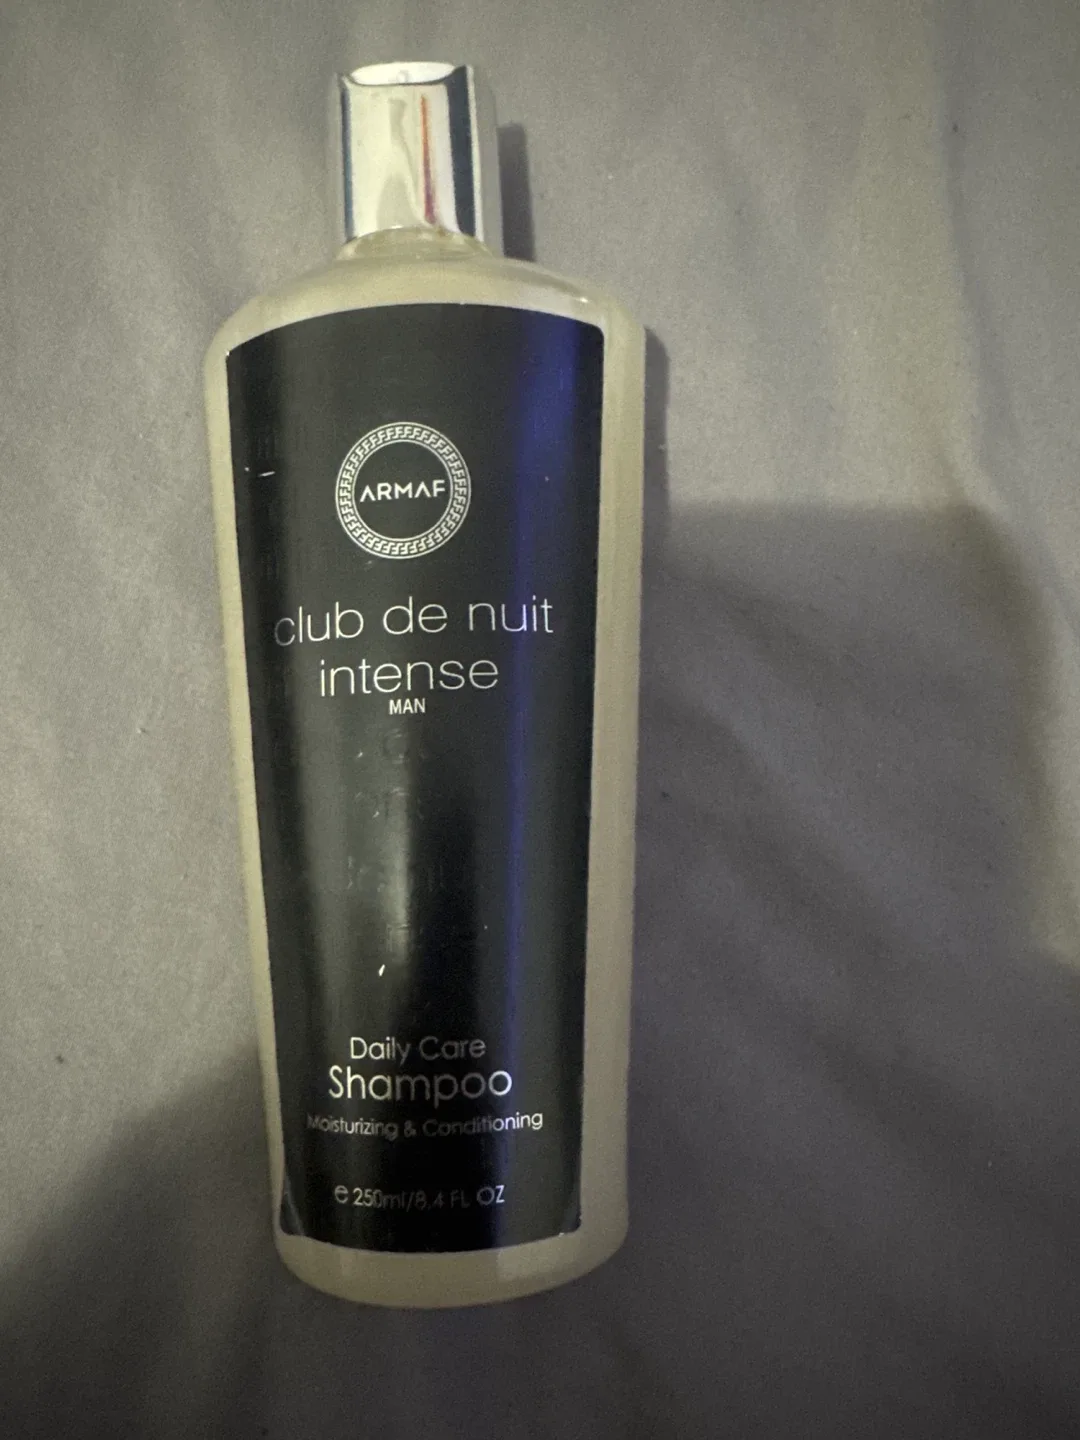 ARMAF
club de nuit
intense
MAN
Daily Care
Shampoo
Moisturizing & Conditioning
e 250ml/8.4 FL OZ